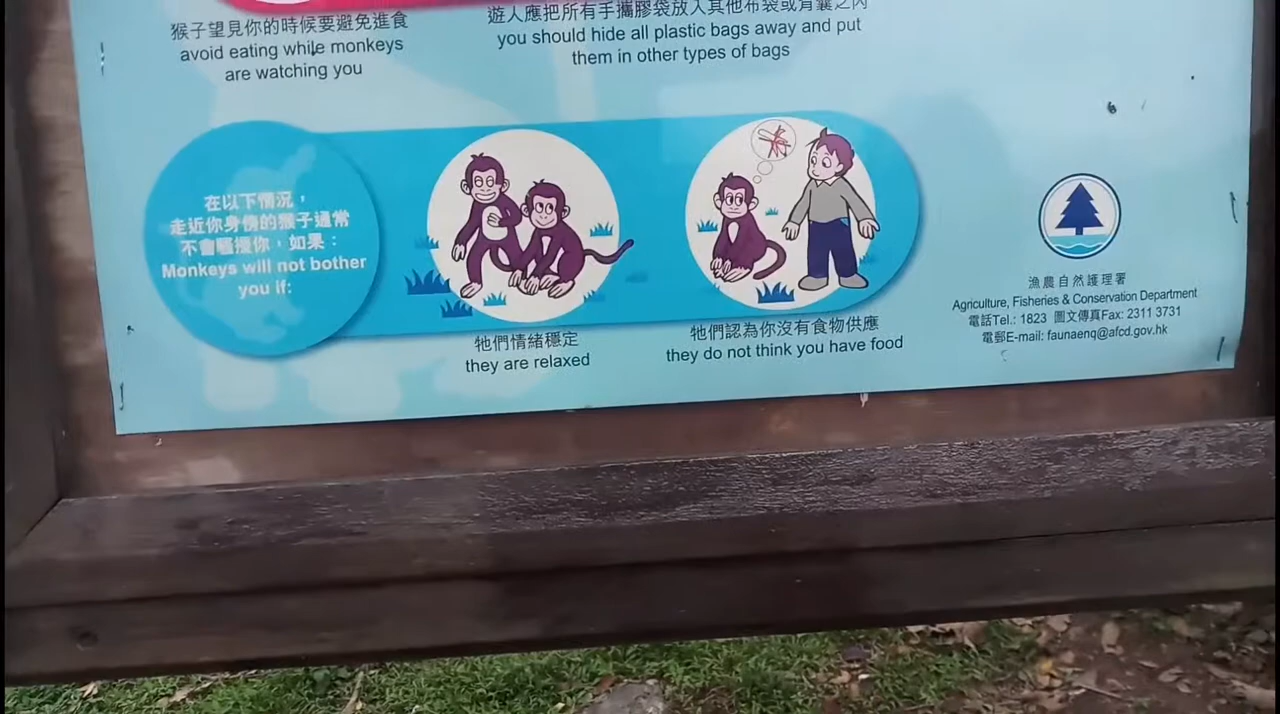 猴子望見你的時候要避免進食
avoid eating while monkeys
are watching you
遊人應把所有手攜膠袋放入其他布袋或背囊之內
you should hide all plastic bags away and put
them in other types of bags
在以下情況，
走近你身傍的猴子通常
不會騷擾你，如果：
Monkeys will not bother
you if:
牠們情緒穩定
they are relaxed
牠們認為你沒有食物供應
they do not think you have food
漁農自然護理署
Agriculture, Fisheries & Conservation Department
電話Tel.: 1823 圖文傳真Fax: 2311 3731
電郵E-mail: faunaenq@afcd.gov.hk